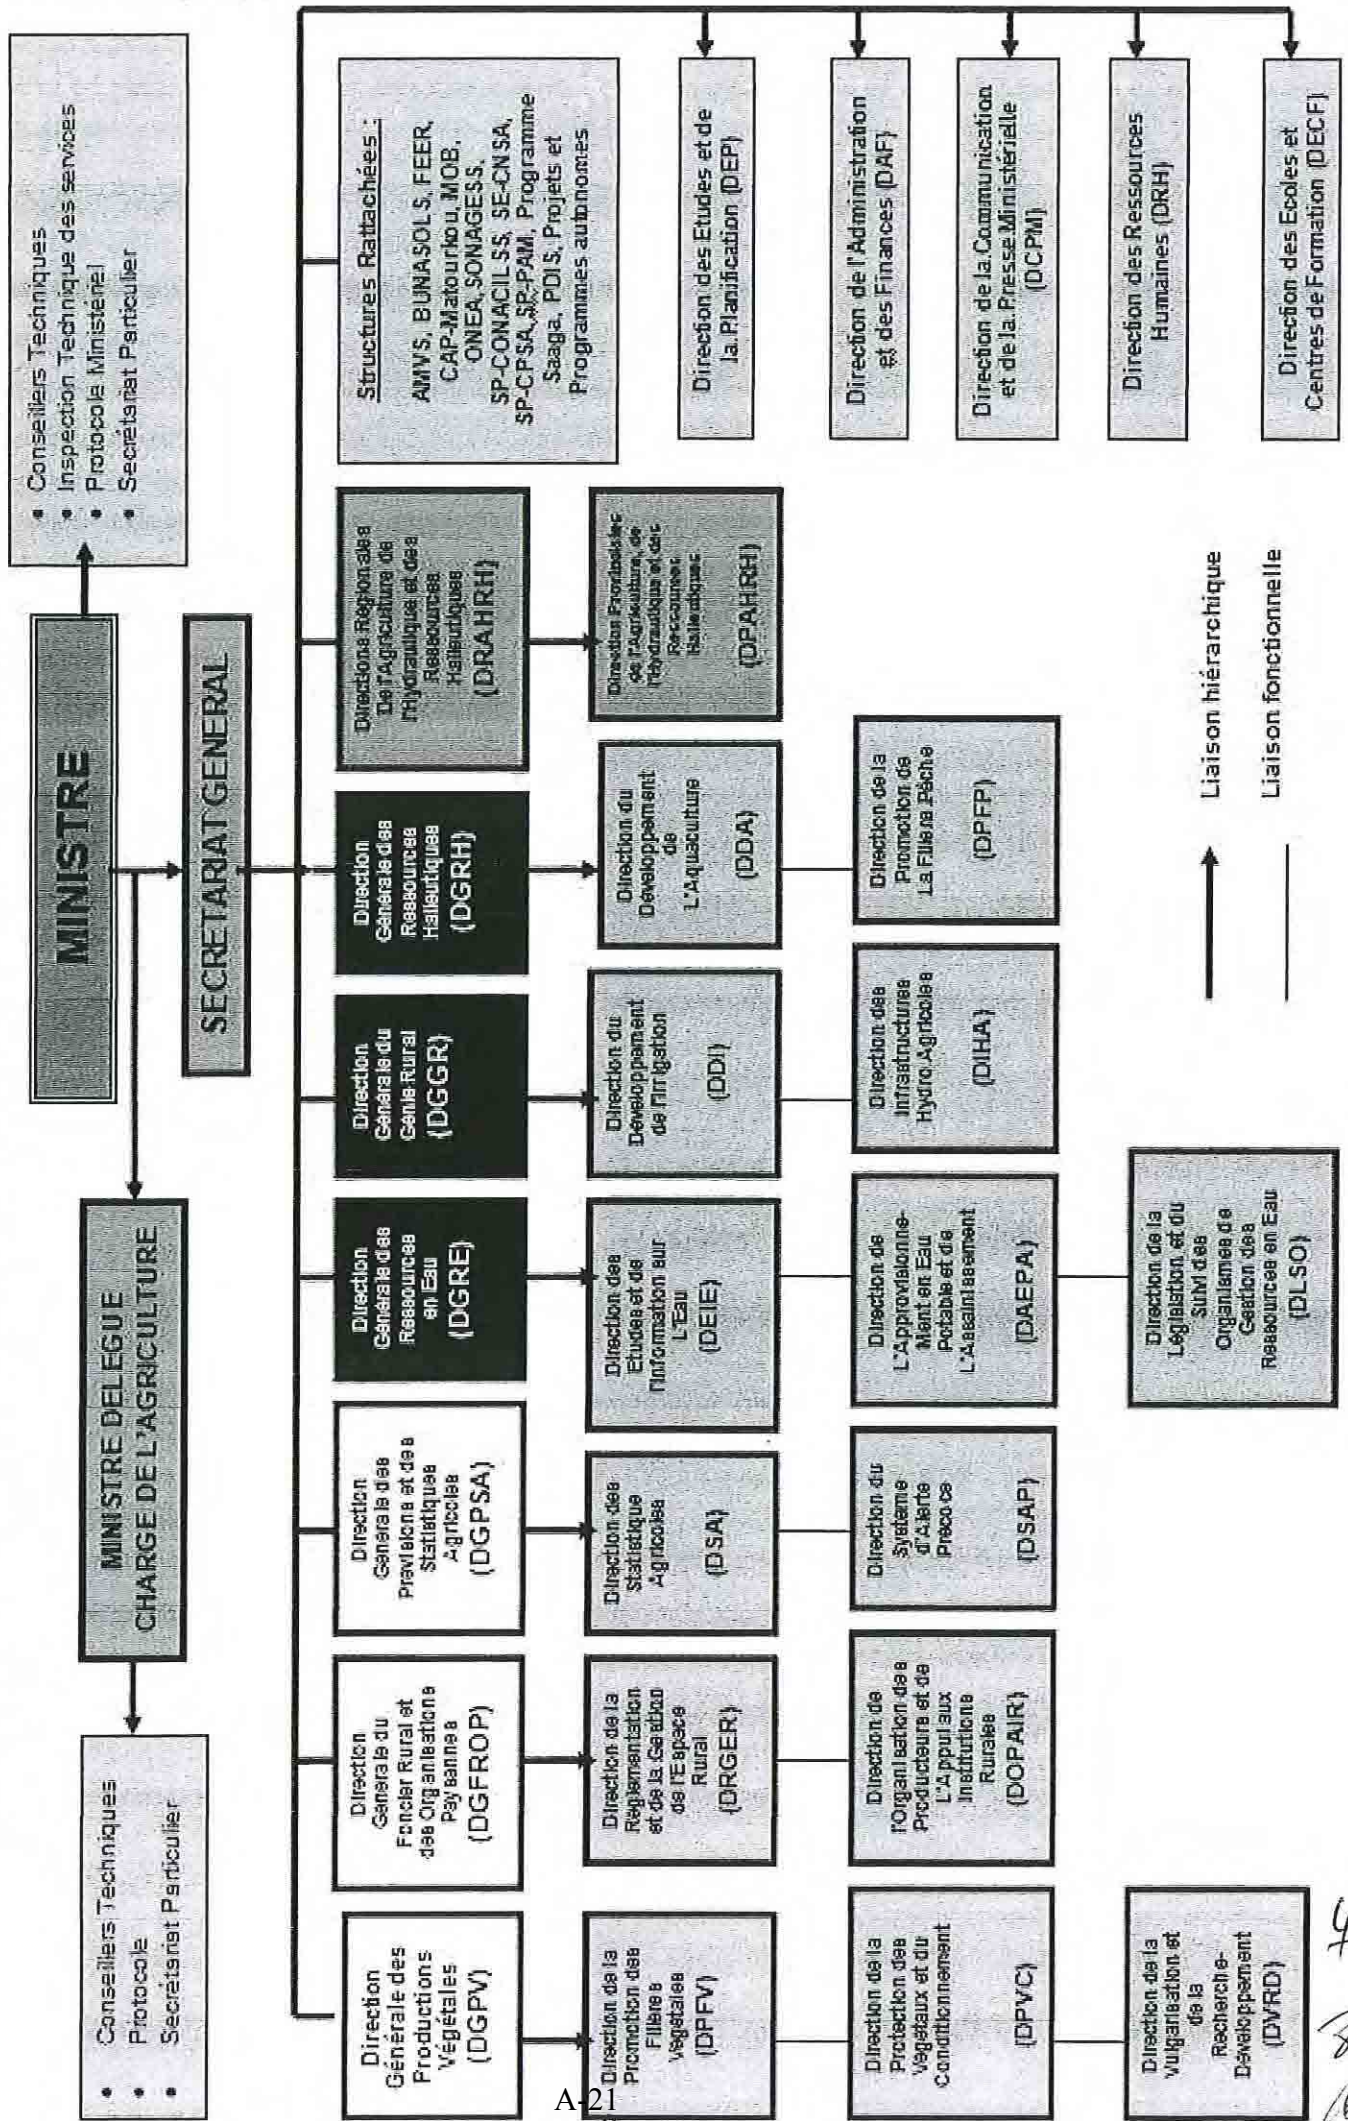 MINISTRE
• Conseillers Techniques
• Inspection Technique des services
• Protocole Ministériel
• Secrétariat Particulier
MINISTRE DELEGUE
CHARGE DE L'AGRICULTURE
• Conseillers Techniques
• Protocole
• Secrétariat Particulier
SECRETARIAT GENERAL
Direction
Générale des
Productions
Végétales
(DGPV)
Direction
Générale du
Foncier Rural et
des Organisations
Paysannes
(DGFROP)
Direction
Générale des
Prévisions et des
Statistiques
Agricoles
(DGPSA)
Direction
Générale des
Ressources
en Eau
(DGRE)
Direction
Générale du
Génie Rural
(DGGR)
Direction
Générale des
Ressources
Halieutiques
(DGRH)
Directions Régionales
De l'Agriculture de
l'Hydraulique et des
Ressources
Halieutiques
(DRAHRH)
Structures Rattachées :
AMVS, BUNASOLS, FEER,
CAP-Matourkou, MOB,
ONEA, SONAGESS,
SP-CONACILSS, SE-CNSA,
SP-CPSA, SP-PAM, Programme
Saaga, PDIS, Projets et
Programmes autonomes
Direction de la
Promotion des
Filières
Végétales
(DPFV)
Direction de la
Réglementation
et de la Gestion
de l'Espace
Rural
(DRGER)
Direction des
Statistique
Agricoles
(DSA)
Direction des
Etudes et de
l'Information sur
L'Eau
(DEIE)
Direction du
Développement
de l'Irrigation
(DDI)
Direction du
Développement
de
L'Aquaculture
(DDA)
Direction Provinciales
de l'Agriculture, de
l'Hydraulique et des
Ressources
Halieutiques
(DPAHRH)
Direction des Etudes et de
la Planification (DEP)
Direction de la
Protection des
Végétaux et du
Conditionnement
(DPVC)
Direction de
l'Organisation des
Producteurs et de
L'Appui aux
Institutions
Rurales
(DOPAIR)
Direction du
Système
d'Alerte
Précoce
(DSAP)
Direction de
L'Approvisionne-
Ment en Eau
Potable et de
L'Assainissement
(DAEPA)
Direction des
Infrastructures
Hydro Agricoles
(DIHA)
Direction de la
Promotion de
La Filière Pêche
(DPFP)
Direction de l'Administration
et des Finances (DAF)
Direction de la Communication
et de la Presse Ministérielle
(DCPM)
Direction de la
Vulgarisation et
de la
Recherche-
Développement
(DVRD)
Direction de la
Législation et du
Suivi des
Organismes de
Gestion des
Ressources en Eau
(DLSO)
Direction des Ressources
Humaines (DRH)
Direction des Ecoles et
Centres de Formation (DECF)
Liaison hiérarchique
Liaison fonctionnelle
A-21